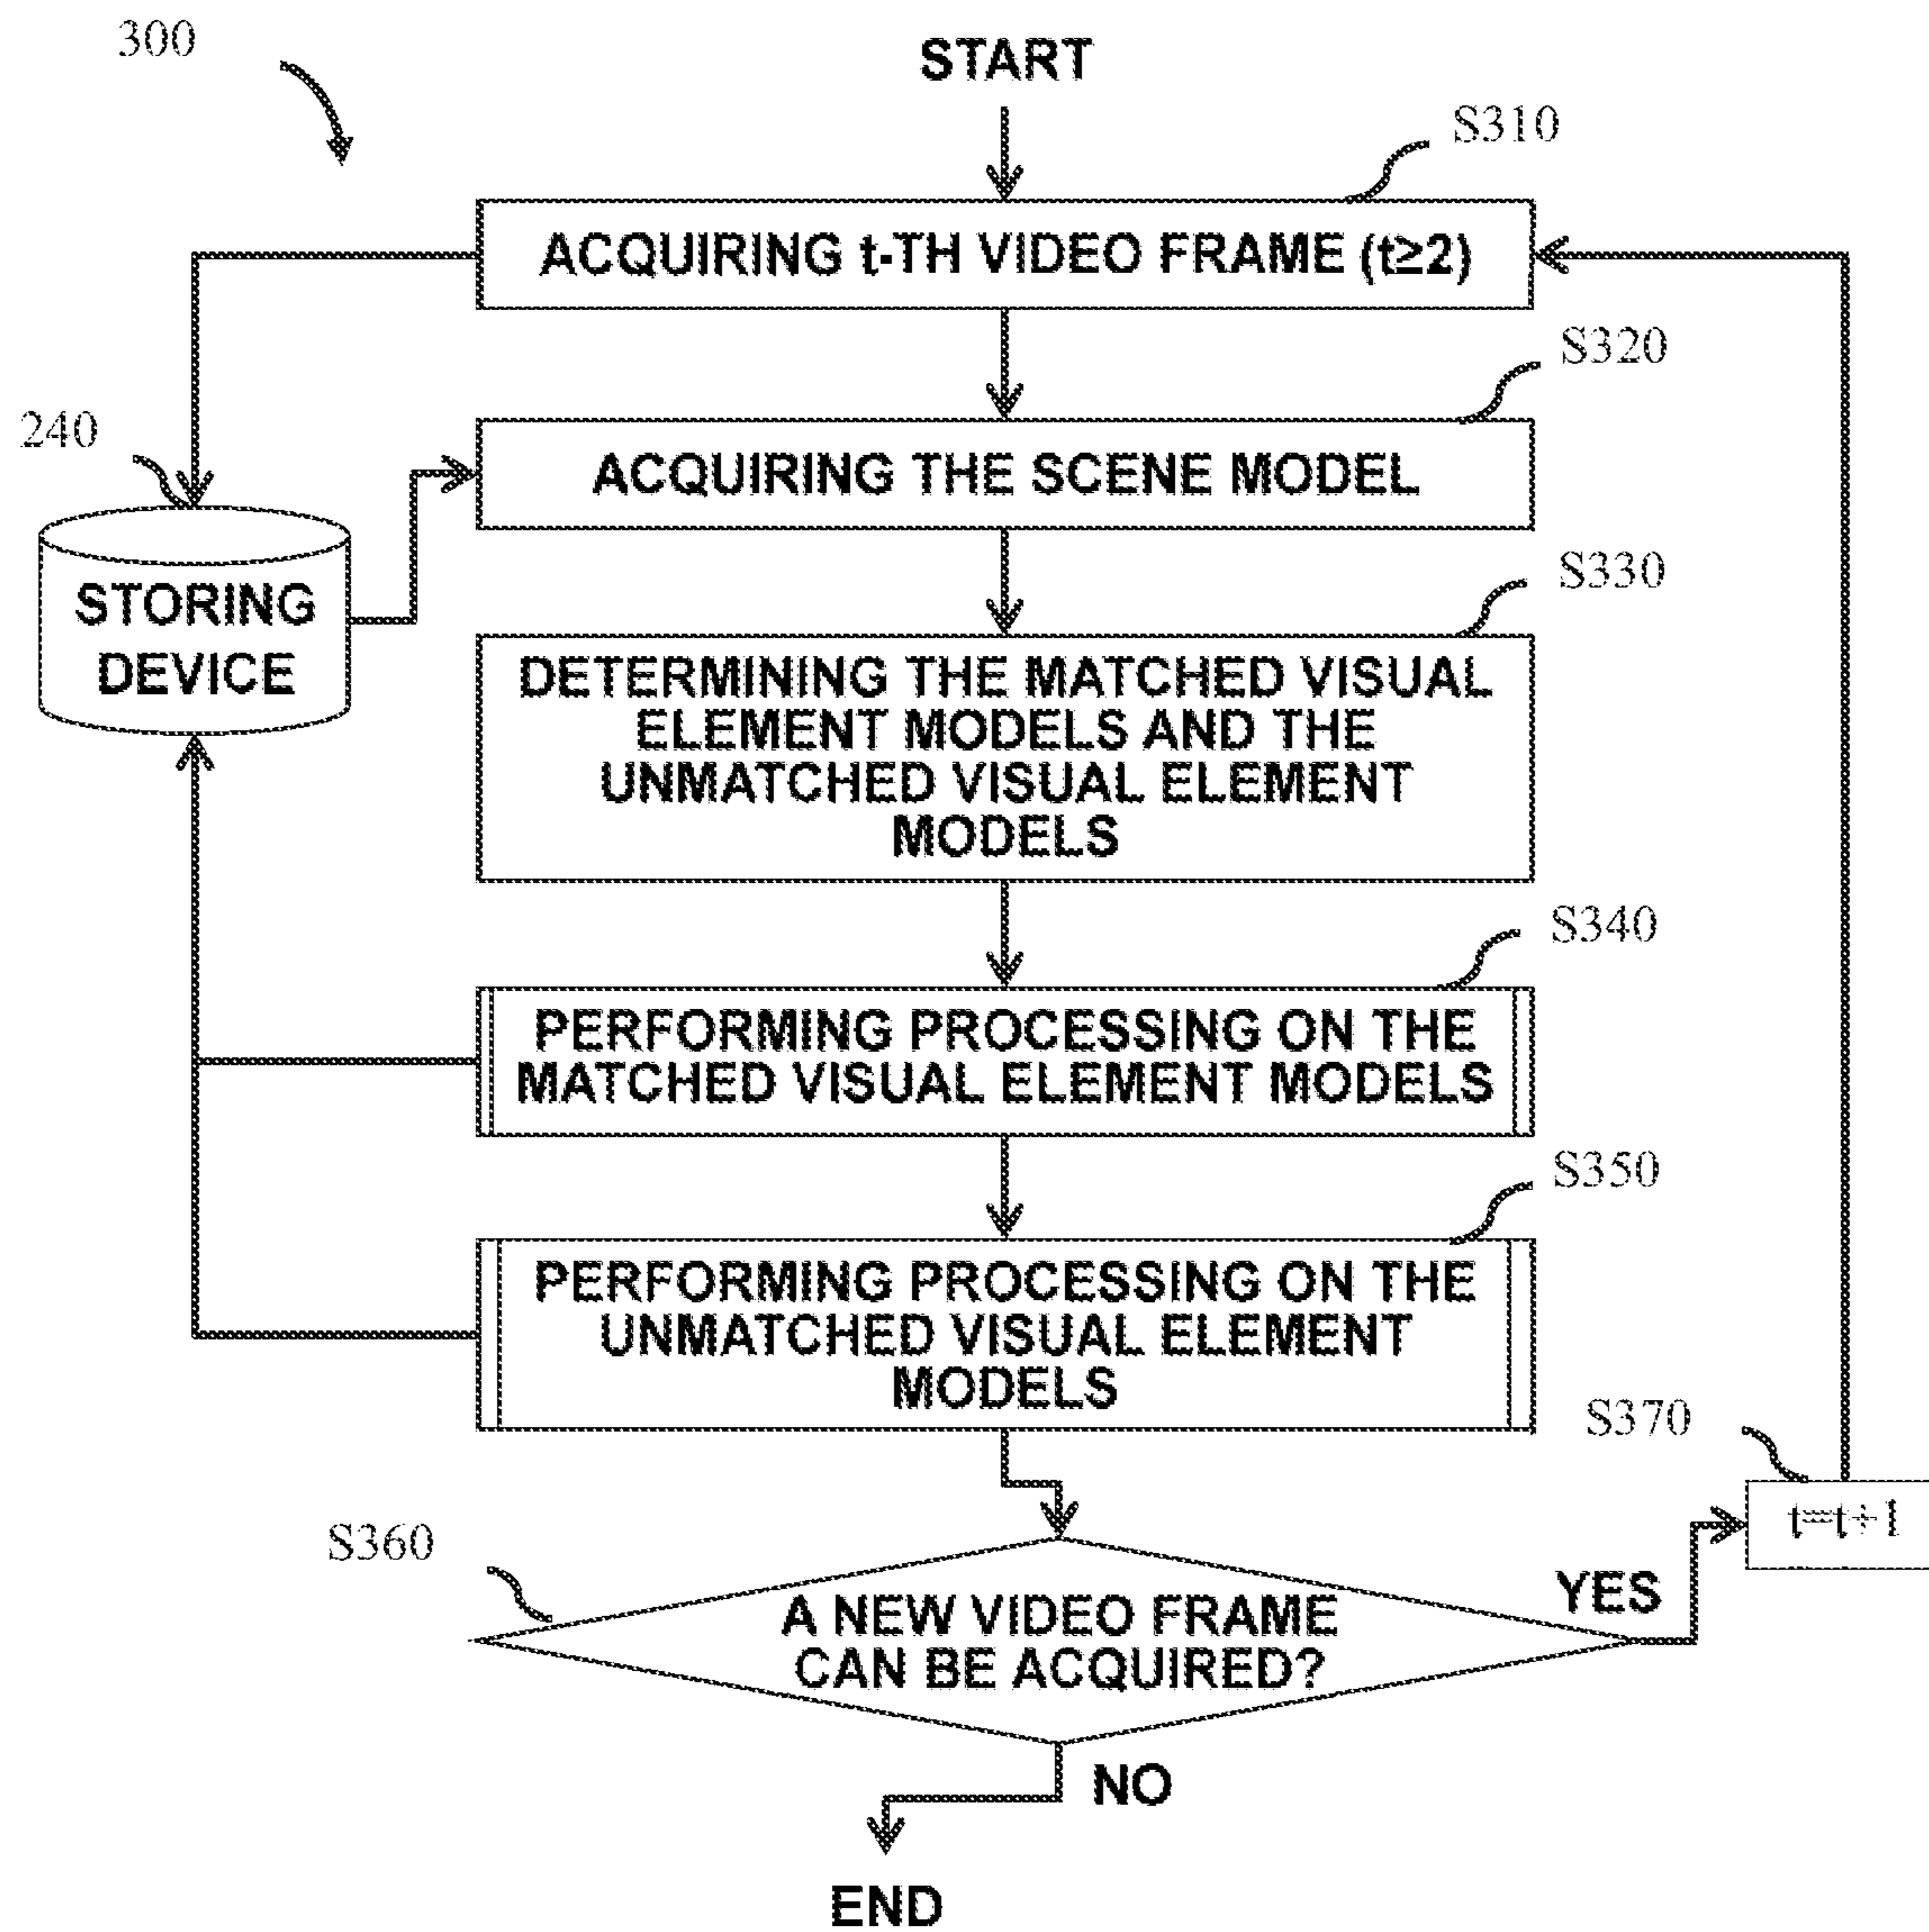 300
START
S310
ACQUIRING t-TH VIDEO FRAME (t≥2)
S320
240
ACQUIRING THE SCENE MODEL
STORING
DEVICE
S330
DETERMINING THE MATCHED VISUAL
ELEMENT MODELS AND THE
UNMATCHED VISUAL ELEMENT
MODELS
S340
PERFORMING PROCESSING ON THE
MATCHED VISUAL ELEMENT MODELS
S350
PERFORMING PROCESSING ON THE
UNMATCHED VISUAL ELEMENT
MODELS
S370
t=t+1
S360
A NEW VIDEO FRAME
CAN BE ACQUIRED?
YES
NO
END